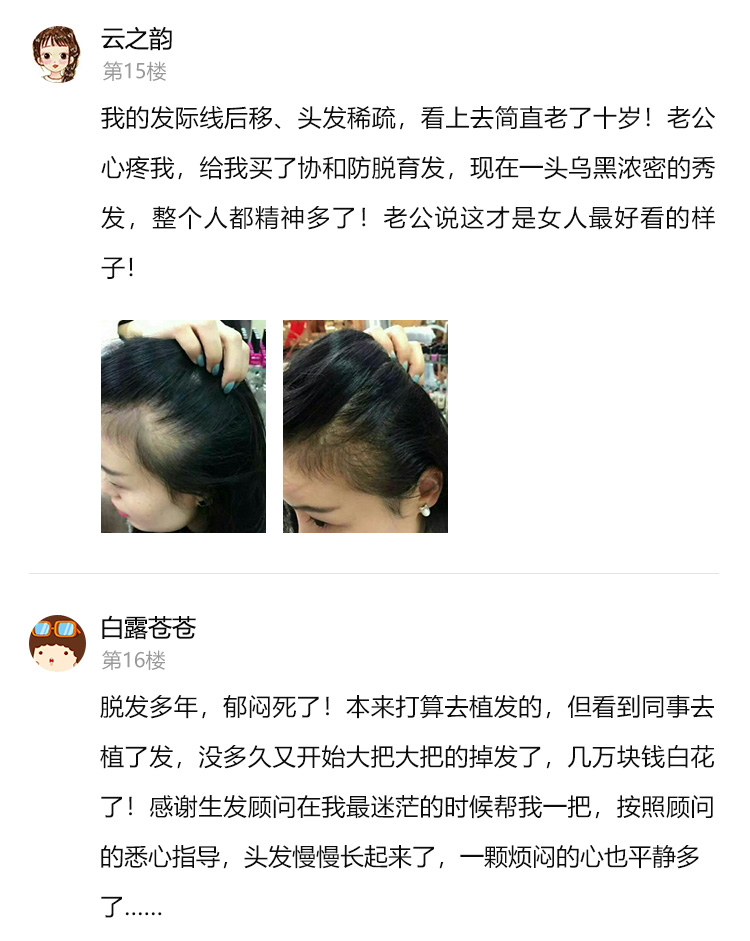 云之韵
第15楼
我的发际线后移、头发稀疏，看上去简直老了十岁！老公
心疼我，给我买了协和防脱育发，现在一头乌黑浓密的秀
发，整个人都精神多了！老公说这才是女人最好看的样
子！
白露苍苍
第16楼
脱发多年，郁闷死了！本来打算去植发的，但看到同事去
植了发，没多久又开始大把大把的掉发了，几万块钱白花
了！感谢生发顾问在我最迷茫的时候帮我一把，按照顾问
的悉心指导，头发慢慢长起来了，一颗烦闷的心也平静多
了......